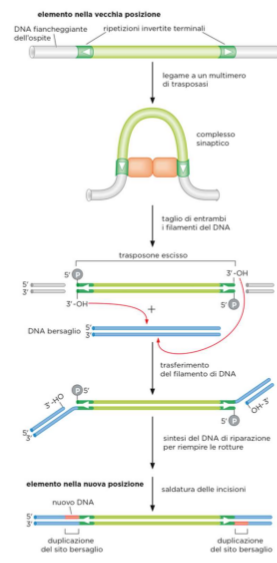 elemento nella vecchia posizione
DNA fiancheggiante
dell'ospite
ripetizioni invertite terminali
legame a un multimero
di trasposasi
complesso
sinaptico
taglio di entrambi
i filamenti del DNA
trasposone escisso
5' P
3'-OH
5'
3'
3'-OH
5' P
+
DNA bersaglio
5'
3'
trasferimento
del filamento di DNA
3'-HO
P 5'
5'
3'
5' P
OH-3'
sintesi del DNA di riparazione
per riempire le rotture
elemento nella nuova posizione
saldatura delle incisioni
nuovo DNA
5'
3'
duplicazione
del sito bersaglio
duplicazione
del sito bersaglio